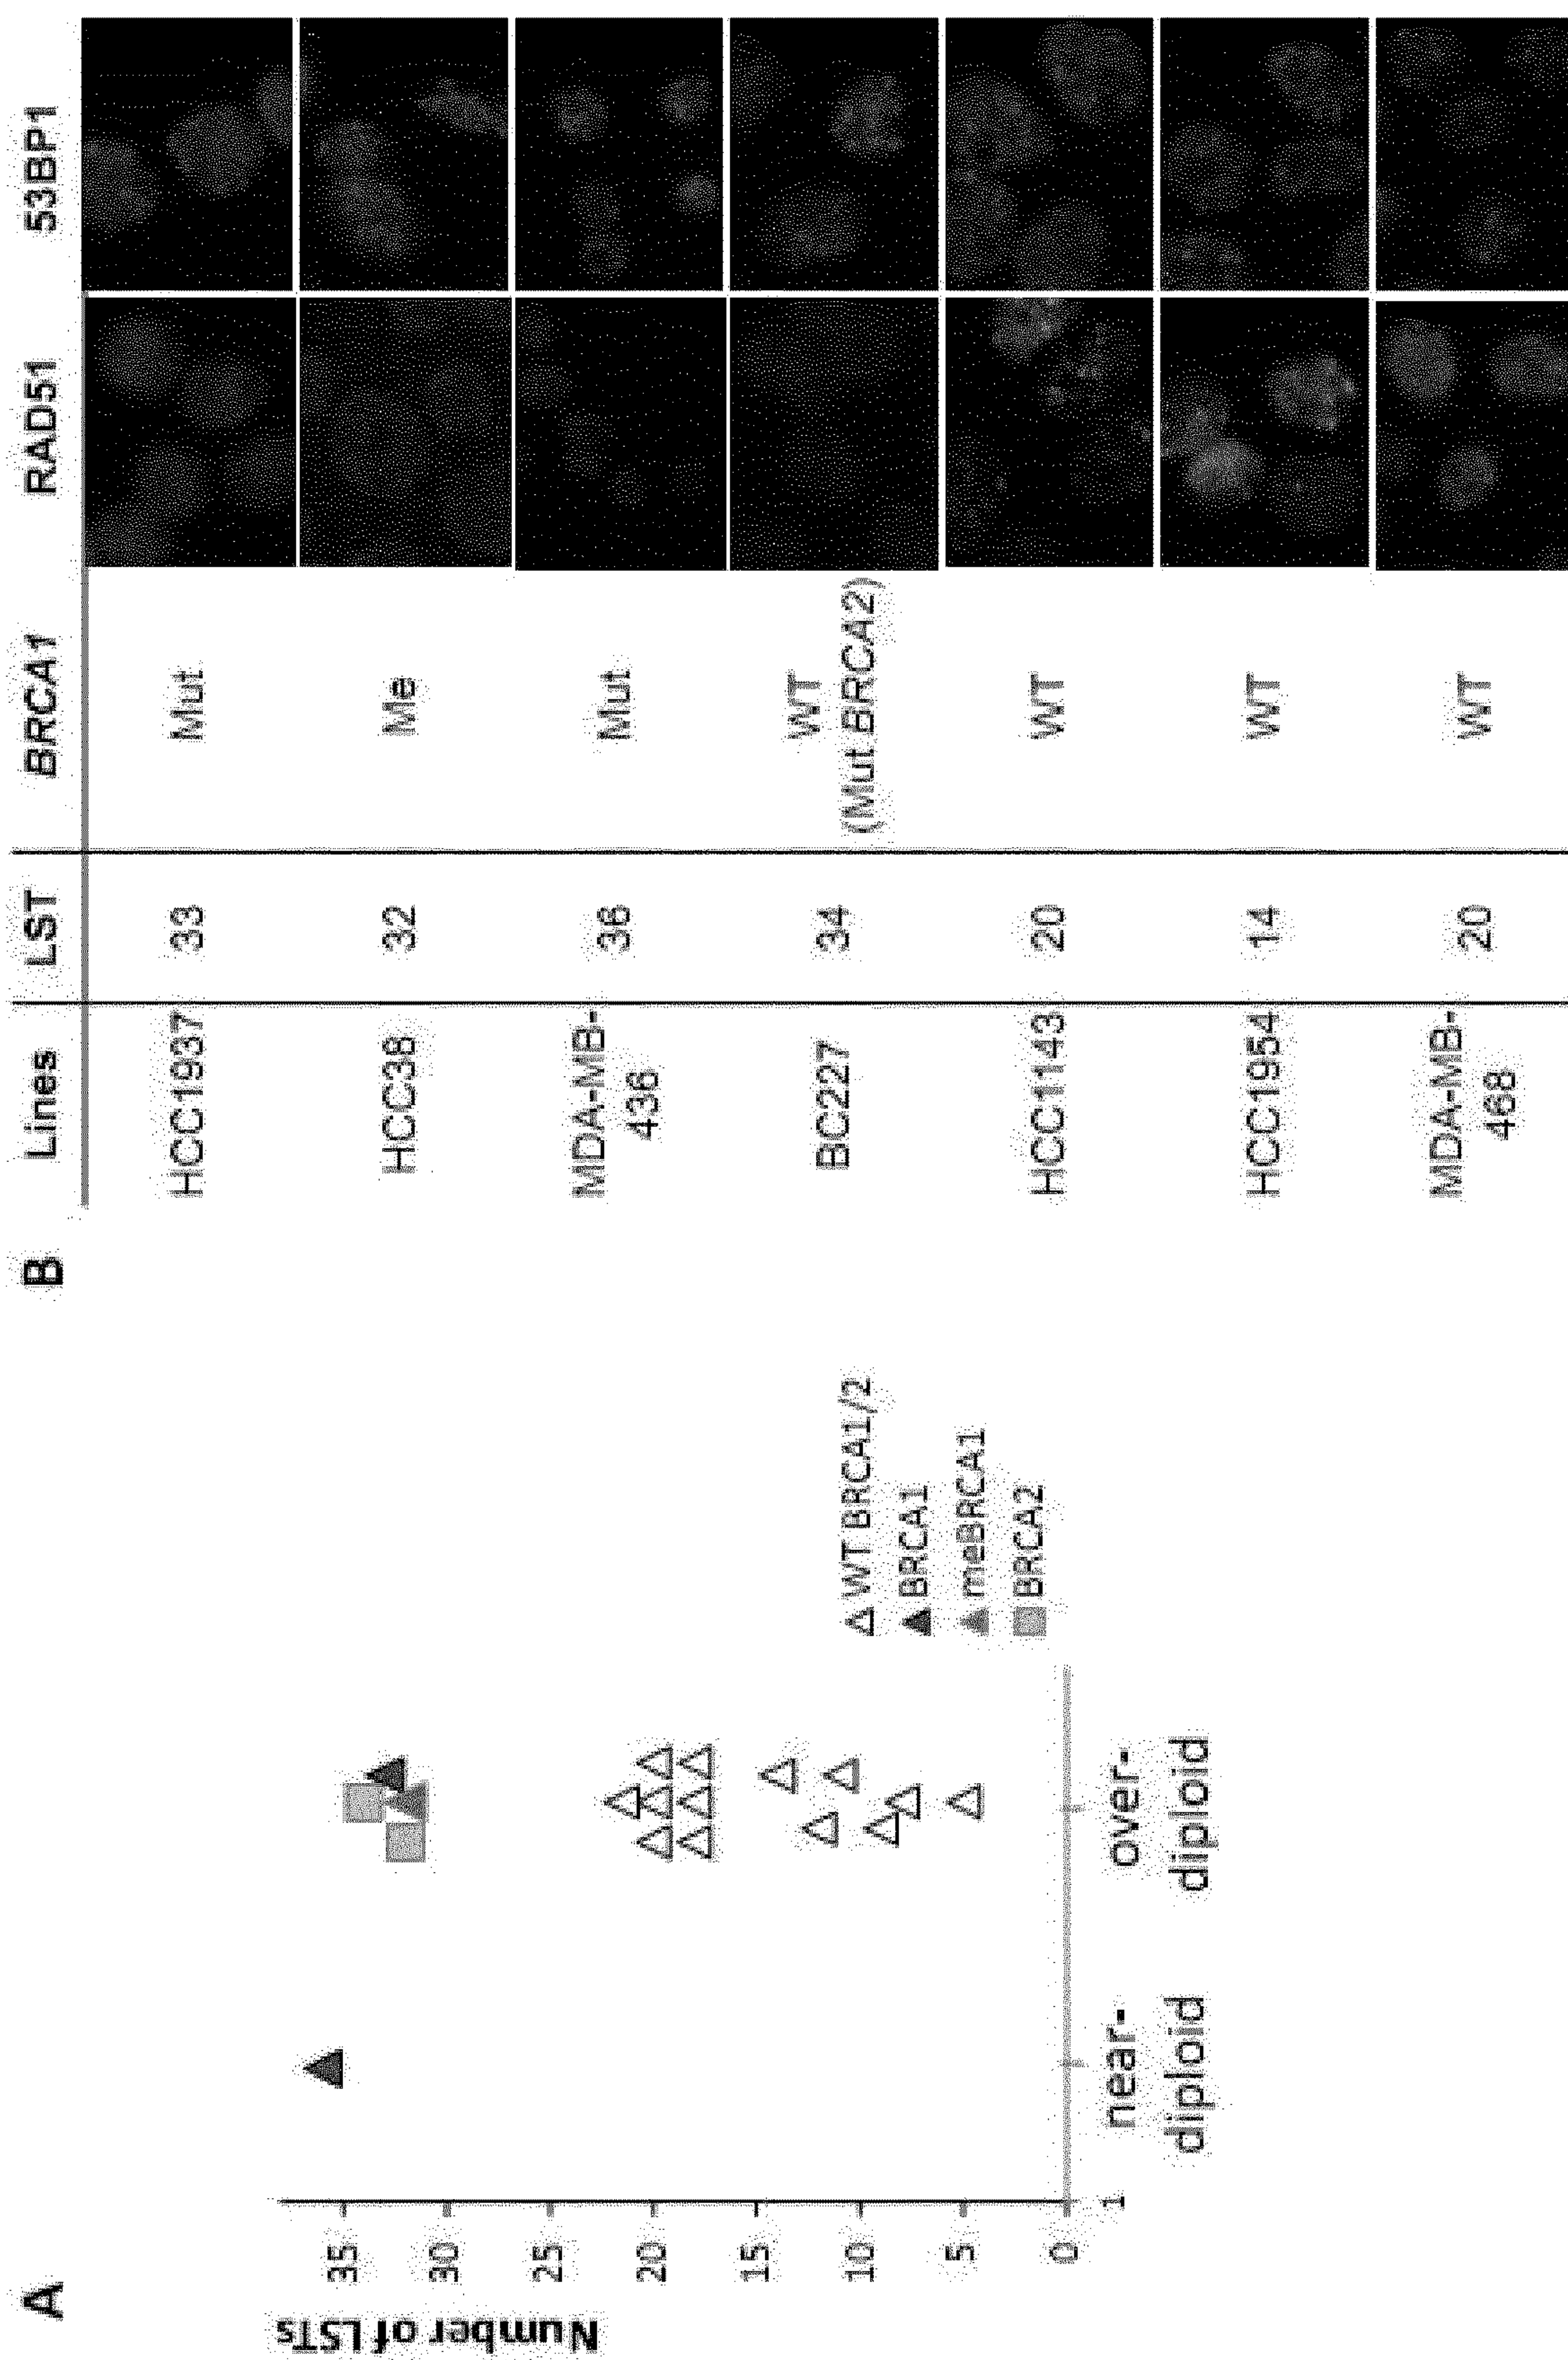 A
Number of LSTs
35
30
25
20
15
10
5
0
1
near-
diploid
over-
diploid
WT BRCA1/2
BRCA1
meBRCA1
BRCA2
B
Lines LST BRCA1 RAD51 53BP1
HCC1937 33 Mut
HCC38 32 Me
MDA-MB-
436 Mut
BC227 34 WT
(Mut.BRCA2)
HCC1143 20 WT
HCC1954 14 WT
MDA-MB-
468 20 WT